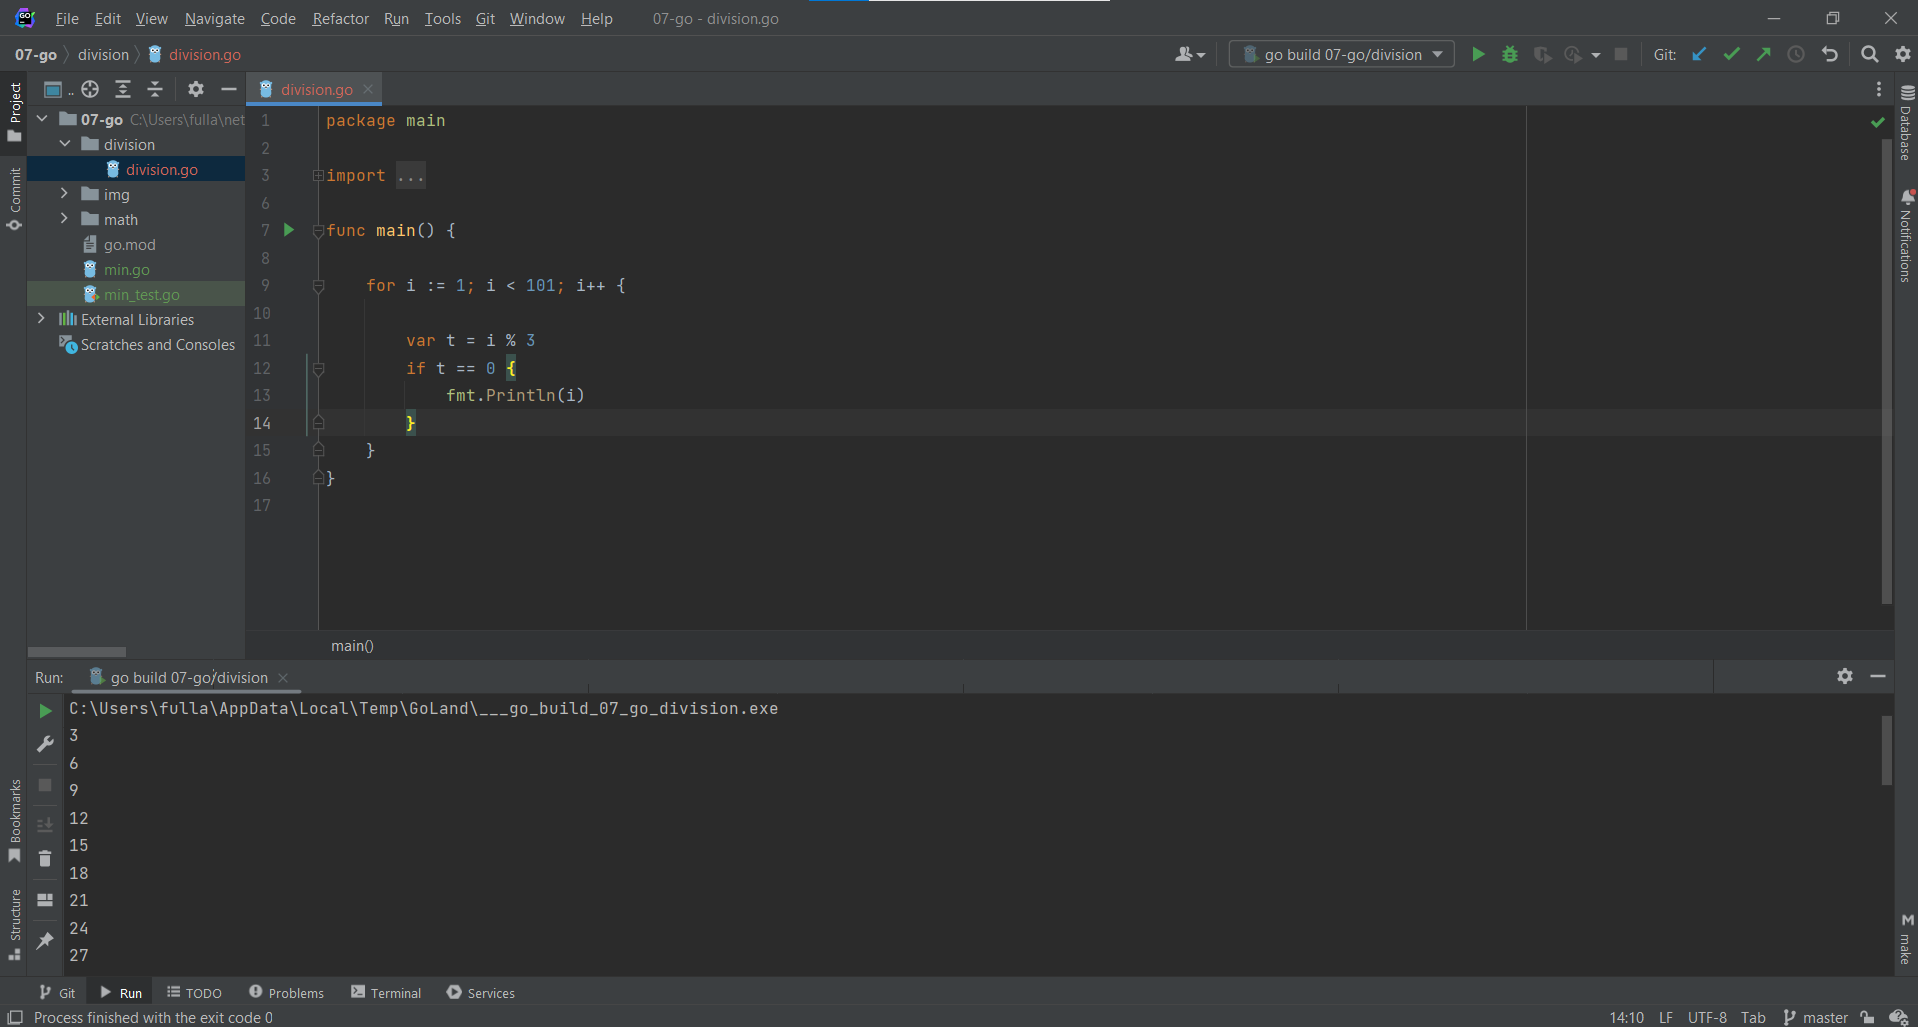 File Edit View Navigate Code Refactor Run Tools Git Window Help 07-go - division.go
07-go division division.go go build 07-go/division Git:
Project
Commit
Bookmarks
Structure
..
07-go C:\Users\fulla\net
division
division.go
img
math
go.mod
min.go
min_test.go
External Libraries
Scratches and Consoles
division.go
1 package main
2
3 import ...
6
7 func main() {
8
9 for i := 1; i < 101; i++ {
10
11 var t = i % 3
12 if t == 0 {
13 fmt.Println(i)
14 }
15 }
16 }
17
main()
Database
Notifications
make
Run: go build 07-go/division
C:\Users\fulla\AppData\Local\Temp\GoLand\___go_build_07_go_division.exe
3
6
9
12
15
18
21
24
27
Git Run TODO Problems Terminal Services
Process finished with the exit code 0 14:10 LF UTF-8 Tab master